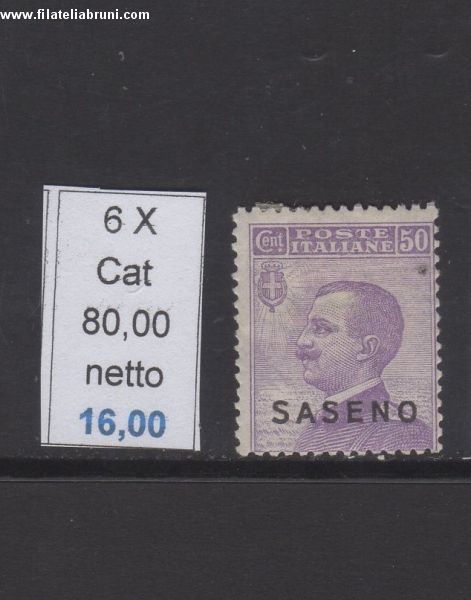 www.filateliabruni.com
6 X
Cat
80,00
netto
16,00
Cent. POSTE ITALIANE 50
SASENO